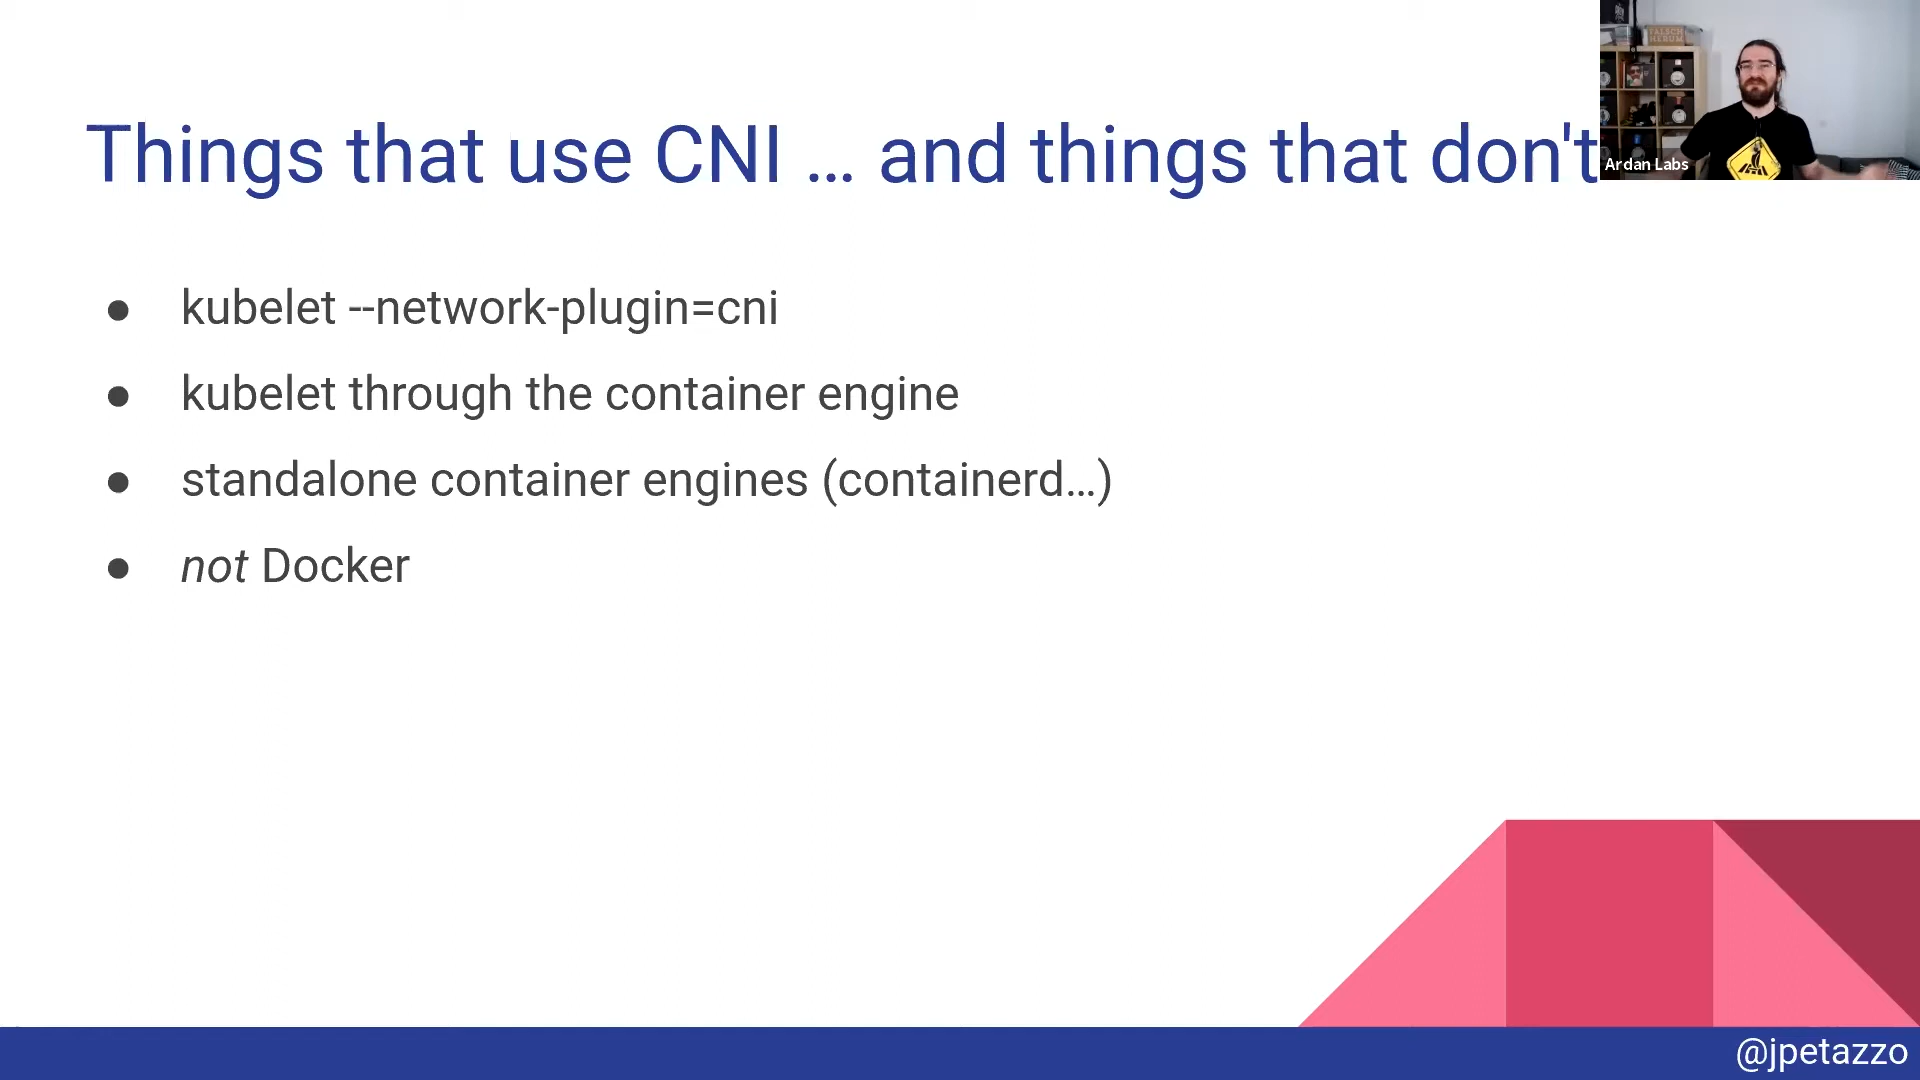 Things that use CNI … and things that don't
Ardan Labs
● kubelet --network-plugin=cni
● kubelet through the container engine
● standalone container engines (containerd…)
● not Docker
@jpetazzo